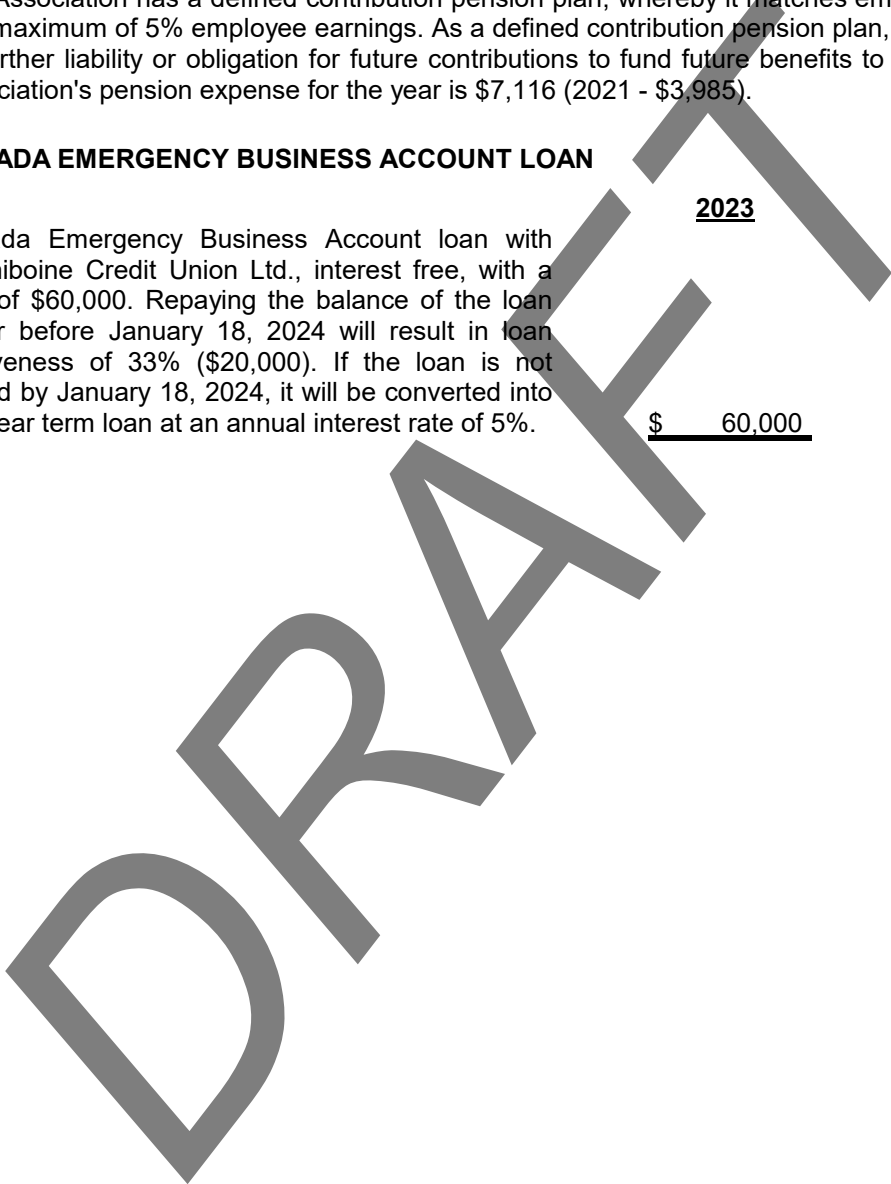 Association has a defined contribution pension plan, whereby it matches em
maximum of 5% employee earnings. As a defined contribution pension plan,
rther liability or obligation for future contributions to fund future benefits to
ciation's pension expense for the year is $7,116 (2021 - $3,985).
ADA EMERGENCY BUSINESS ACCOUNT LOAN
2023
da Emergency Business Account loan with
niboine Credit Union Ltd., interest free, with a
of $60,000. Repaying the balance of the loan
r before January 18, 2024 will result in loan
veness of 33% ($20,000). If the loan is not
d by January 18, 2024, it will be converted into
ear term loan at an annual interest rate of 5%. $ 60,000
DRAFT